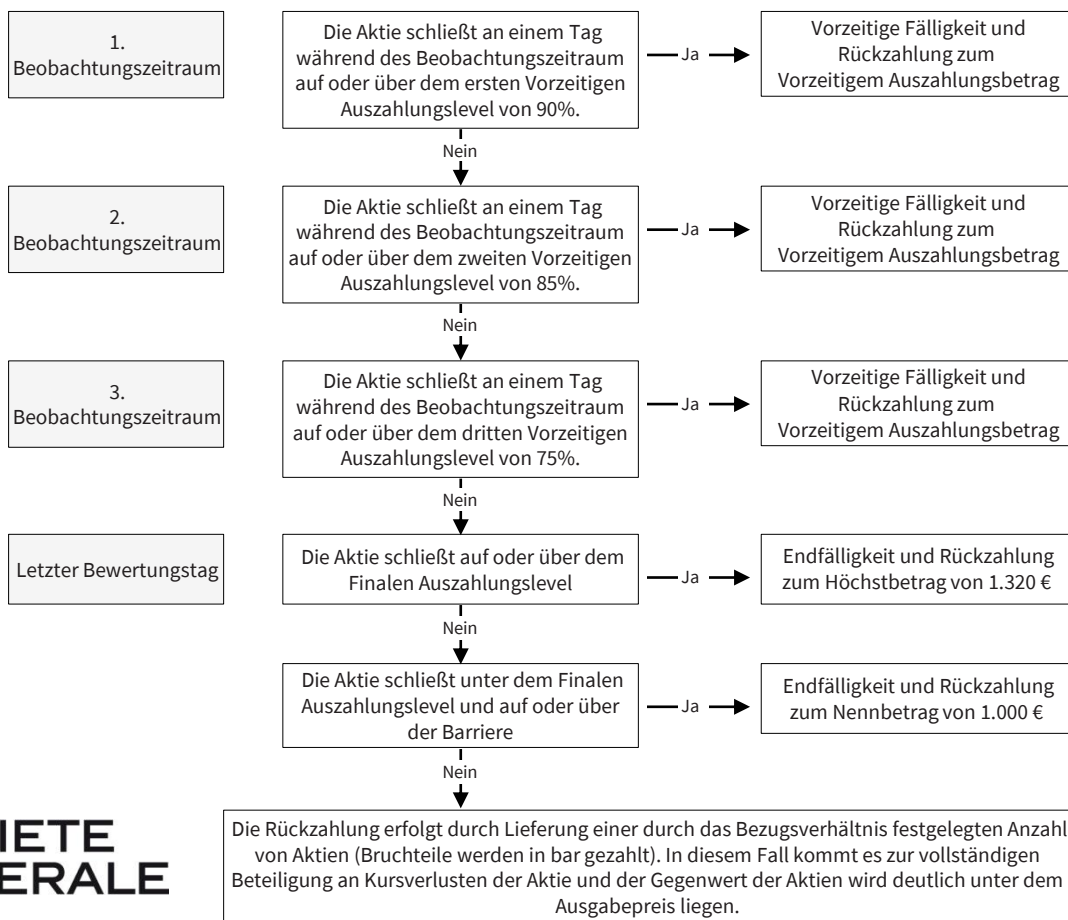 1.
Beobachtungszeitraum
Die Aktie schließt an einem Tag
während des Beobachtungszeitraum
auf oder über dem ersten Vorzeitigen
Auszahlungslevel von 90%.
Ja
Vorzeitige Fälligkeit und
Rückzahlung zum
Vorzeitigem Auszahlungsbetrag
Nein
2.
Beobachtungszeitraum
Die Aktie schließt an einem Tag
während des Beobachtungszeitraum
auf oder über dem zweiten Vorzeitigen
Auszahlungslevel von 85%.
Ja
Vorzeitige Fälligkeit und
Rückzahlung zum
Vorzeitigem Auszahlungsbetrag
Nein
3.
Beobachtungszeitraum
Die Aktie schließt an einem Tag
während des Beobachtungszeitraum
auf oder über dem dritten Vorzeitigen
Auszahlungslevel von 75%.
Ja
Vorzeitige Fälligkeit und
Rückzahlung zum
Vorzeitigem Auszahlungsbetrag
Nein
Letzter Bewertungstag
Die Aktie schließt auf oder über dem
Finalen Auszahlungslevel
Ja
Endfälligkeit und Rückzahlung
zum Höchstbetrag von 1.320 €
Nein
Die Aktie schließt unter dem Finalen
Auszahlungslevel und auf oder über
der Barriere
Ja
Endfälligkeit und Rückzahlung
zum Nennbetrag von 1.000 €
Nein
IETE
ERALE
Die Rückzahlung erfolgt durch Lieferung einer durch das Bezugsverhältnis festgelegten Anzahl
von Aktien (Bruchteile werden in bar gezahlt). In diesem Fall kommt es zur vollständigen
Beteiligung an Kursverlusten der Aktie und der Gegenwert der Aktien wird deutlich unter dem
Ausgabepreis liegen.